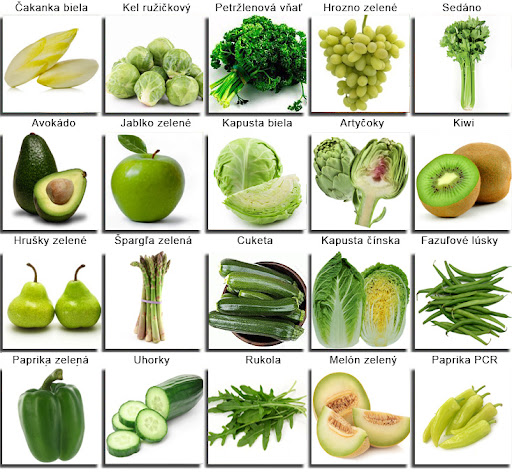 Čakanka biela
Kel ružičkový
Petržlenová vňať
Hrozno zelené
Sedáno
Avokádo
Jablko zelené
Kapusta biela
Artyčoky
Kiwi
Hrušky zelené
Špargľa zelená
Cuketa
Kapusta čínska
Fazuľové lúsky
Paprika zelená
Uhorky
Rukola
Melón zelený
Paprika PCR